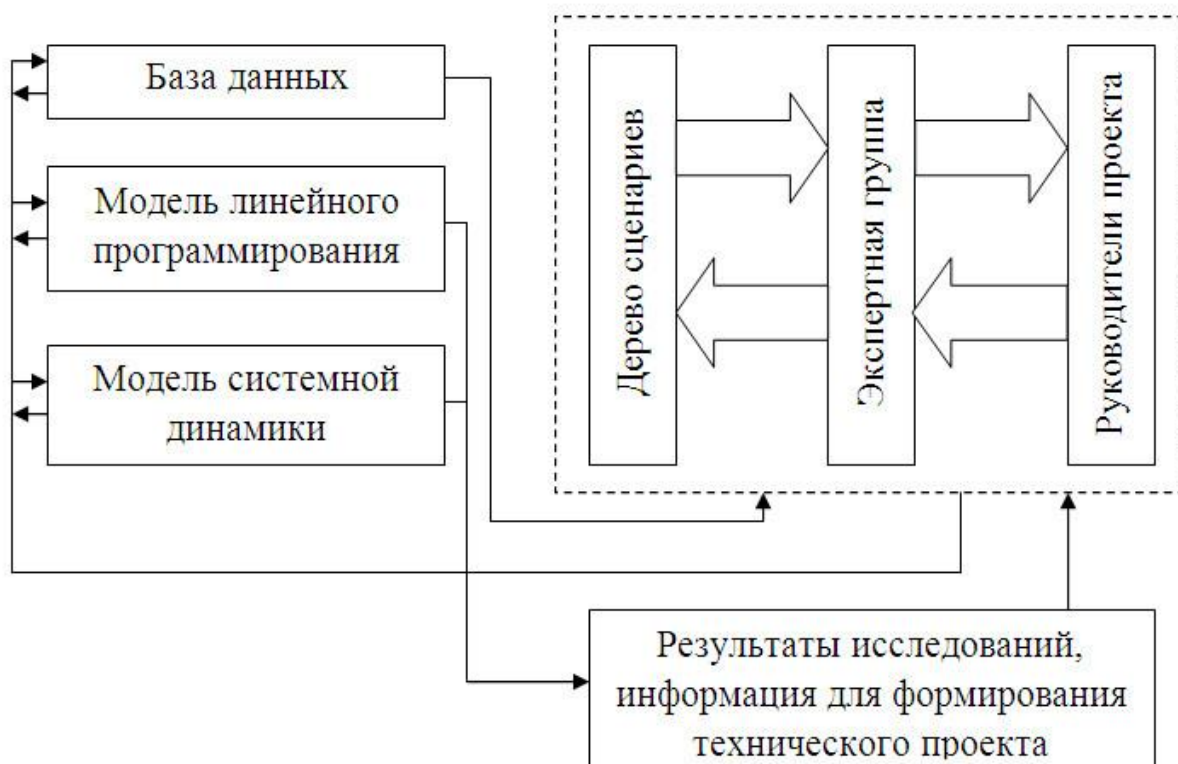 База данных
Модель линейного
программирования
Модель системной
динамики
Дерево сценариев
Экспертная группа
Руководители проекта
Результаты исследований,
информация для формирования
технического проекта